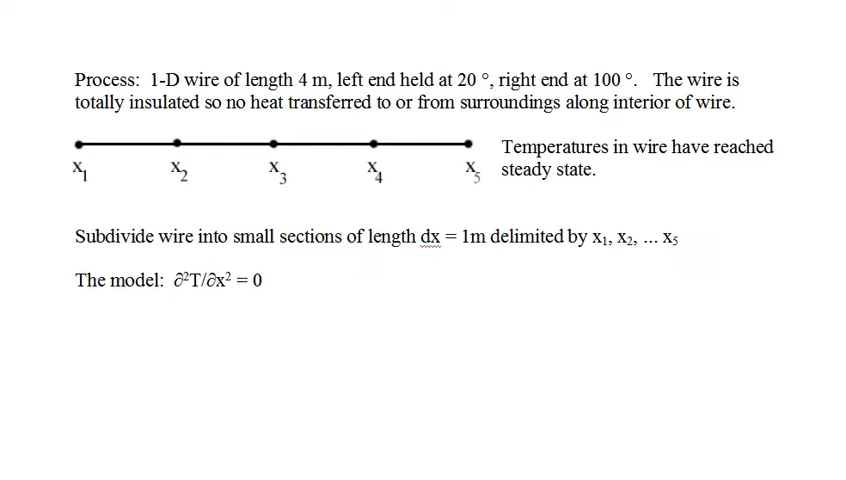 Process:  1-D wire of length 4 m, left end held at 20 °, right end at 100 °.   The wire is
totally insulated so no heat transferred to or from surroundings along interior of wire.
x₁ x₂ x₃ x₄ x₅
Temperatures in wire have reached
steady state.
Subdivide wire into small sections of length dx = 1m delimited by x₁, x₂, ... x₅
The model:  ∂²T/∂x² = 0